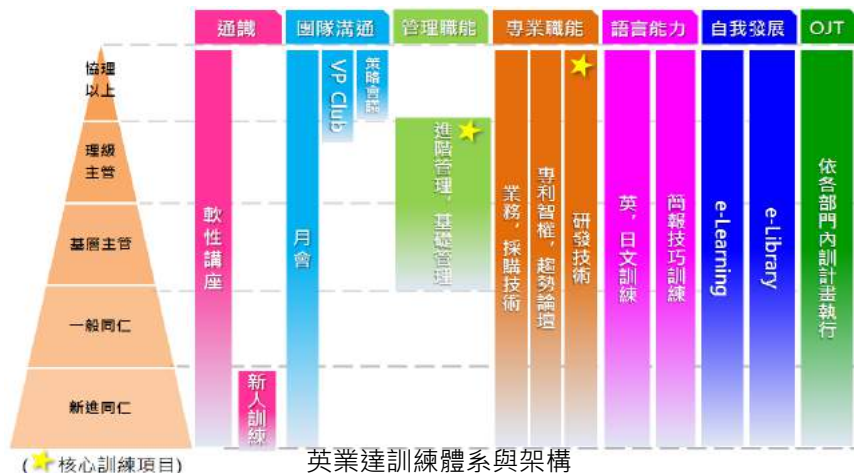 通識
團隊溝通
管理職能
專業職能
語言能力
自我發展
OJT
協理
以上
理級
主管
基層主管
一般同仁
新進同仁
軟性講座
新人訓練
月會
VP Club
策略會議
進階管理，基礎管理
業務，採購技術
專利智權，趨勢論壇
研發技術
英，日文訓練
簡報技巧訓練
e-Learning
e-Library
依各部門內訓計畫執行
(⭐核心訓練項目)
英業達訓練體系與架構